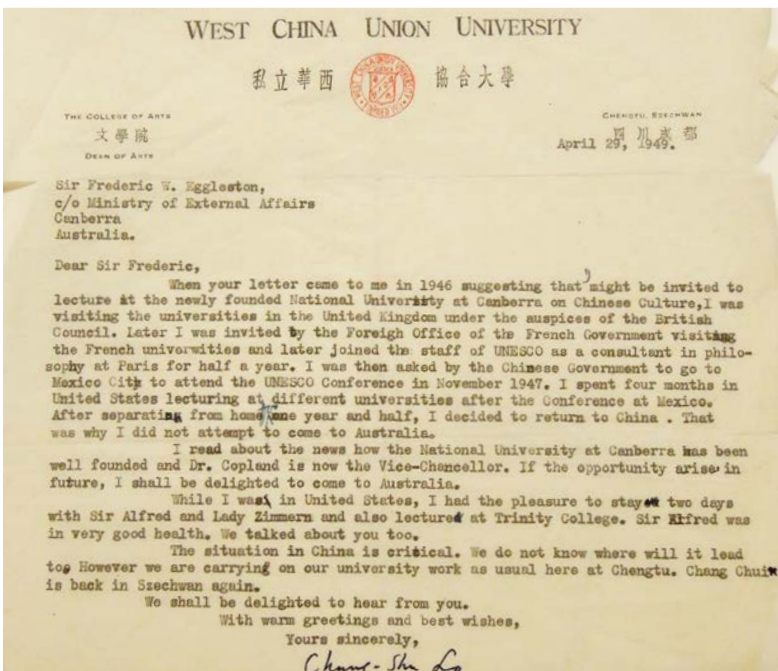 WEST CHINA UNION UNIVERSITY
私立華西 協合大學
THE COLLEGE OF ARTS
文學院
DEAN OF ARTS
CHENGTU, SZECHWAN
四川成都
April 29, 1949.
Sir Frederic W. Eggleston,
c/o Ministry of External Affairs
Canberra
Australia.
Dear Sir Frederic,
When your letter came to me in 1946 suggesting that might be invited to
lecture at the newly founded National University at Canberra on Chinese Culture,I was
visiting the universities in the United Kingdom under the auspices of the British
Council. Later I was invited by the Foreigh Office of the French Government visiting
the French univerwities and later joined the staff of UNESCO as a consultant in philo-
sophy at Paris for half a year. I was then asked by the Chinese Government to go to
Mexico City to attend the UNESCO Conference in November 1947. I spent four months in
United States lecturing at different universities after the Conference at Mexico.
After separating from home one year and half, I decided to return to China . That
was why I did not attempt to come to Australia.
I read about the news how the National University at Canberra has been
well founded and Dr. Copland is now the Vice-Chancellor. If the opportunity arise in
future, I shall be delighted to come to Australia.
While I was in United States, I had the pleasure to stay two days
with Sir Alfred and Lady Zimmern and also lectured at Trinity College. Sir Alfred was
in very good health. We talked about you too.
The situation in China is critical. We do not know where will it lead
to. However we are carrying on our university work as usual here at Chengtu. Chang Chui
is back in Szechwan again.
We shall be delighted to hear from you.
With warm greetings and best wishes,
Yours sincerely,
Chung-Shu Lo